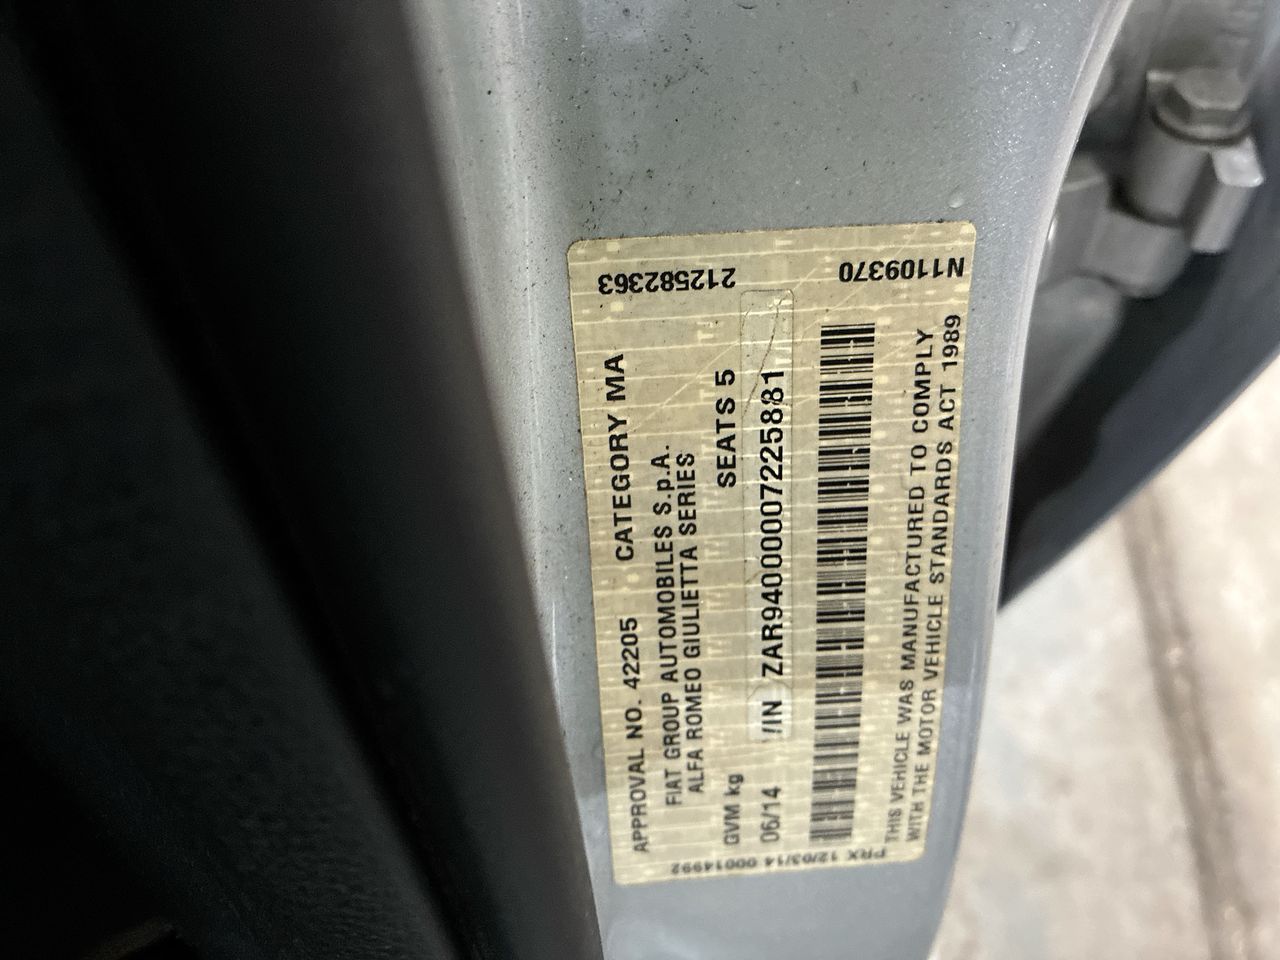 212582363
N1109370
APPROVAL NO. 42205 CATEGORY MA
FIAT GROUP AUTOMOBILES S.p.A.
ALFA ROMEO GIULIETTA SERIES
GVM kg SEATS 5
06/14 VIN ZAR94000007225881
THIS VEHICLE WAS MANUFACTURED TO COMPLY
WITH THE MOTOR VEHICLE STANDARDS ACT 1989
PRX 12/03/14 00014992